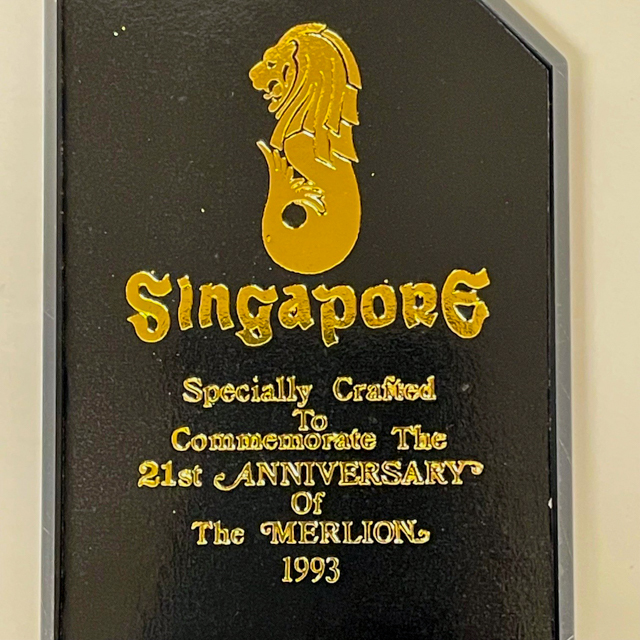 Singapore
Specially Crafted
To
Commemorate The
21st ANNIVERSARY
Of
The MERLION
1993